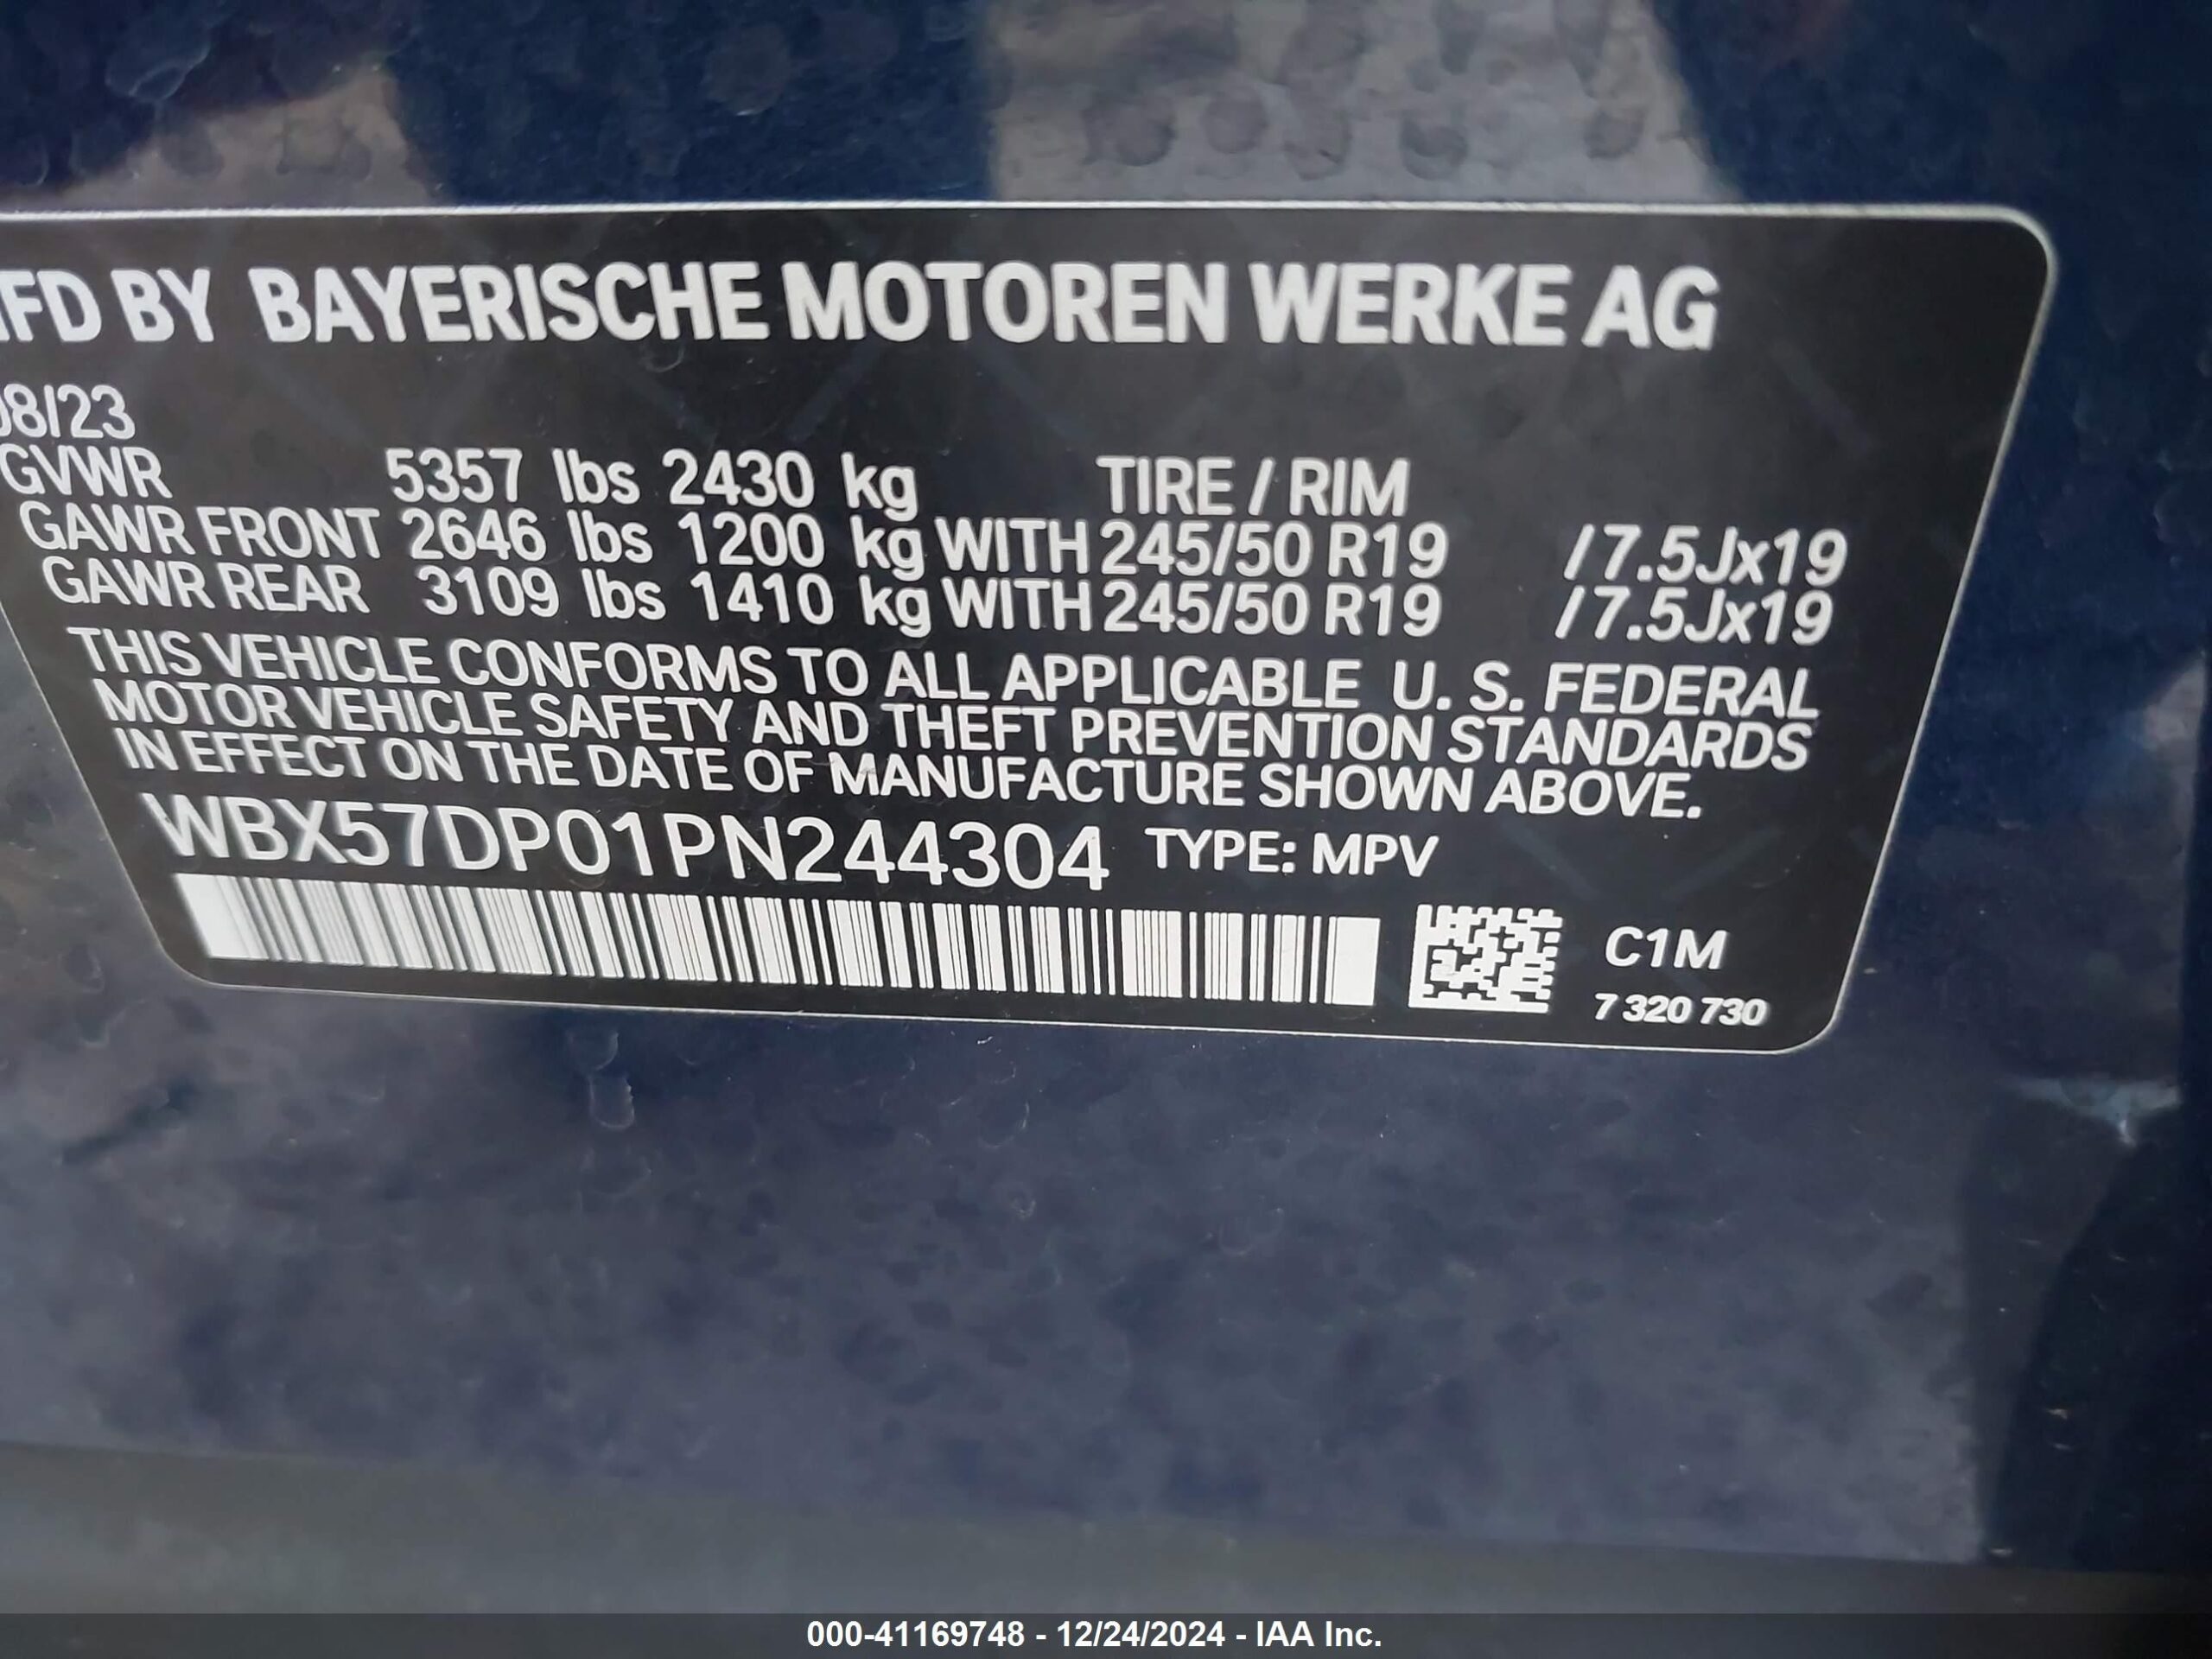 MFD BY BAYERISCHE MOTOREN WERKE AG
08/23
GVWR 5357 lbs 2430 kg TIRE / RIM
GAWR FRONT 2646 lbs 1200 kg WITH 245/50 R19 / 7.5Jx19
GAWR REAR 3109 lbs 1410 kg WITH 245/50 R19 / 7.5Jx19
THIS VEHICLE CONFORMS TO ALL APPLICABLE U. S. FEDERAL
MOTOR VEHICLE SAFETY AND THEFT PREVENTION STANDARDS
IN EFFECT ON THE DATE OF MANUFACTURE SHOWN ABOVE.
WBX57DP01PN244304 TYPE: MPV
C1M
7 320 730
000-41169748 - 12/24/2024 - IAA Inc.